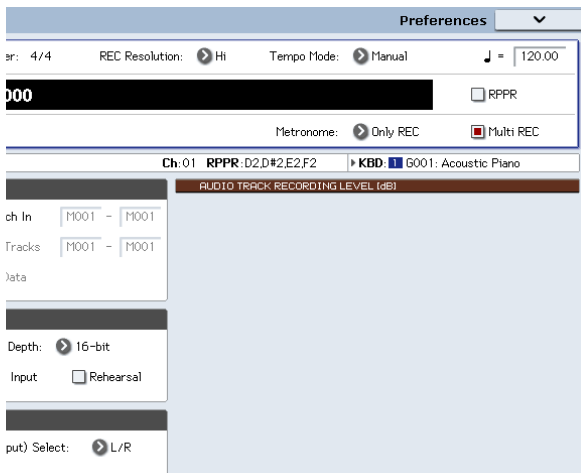 Preferences
er: 4/4 REC Resolution: Hi Tempo Mode: Manual ♩ = 120.00
000 RPPR
Metronome: Only REC Multi REC
Ch:01 RPPR:D2,D#2,E2,F2 KBD: 1 G001: Acoustic Piano
AUDIO TRACK RECORDING LEVEL [dB]
ch In M001 - M001
Tracks M001 - M001
Data
Depth: 16-bit
Input Rehearsal
put) Select: L/R